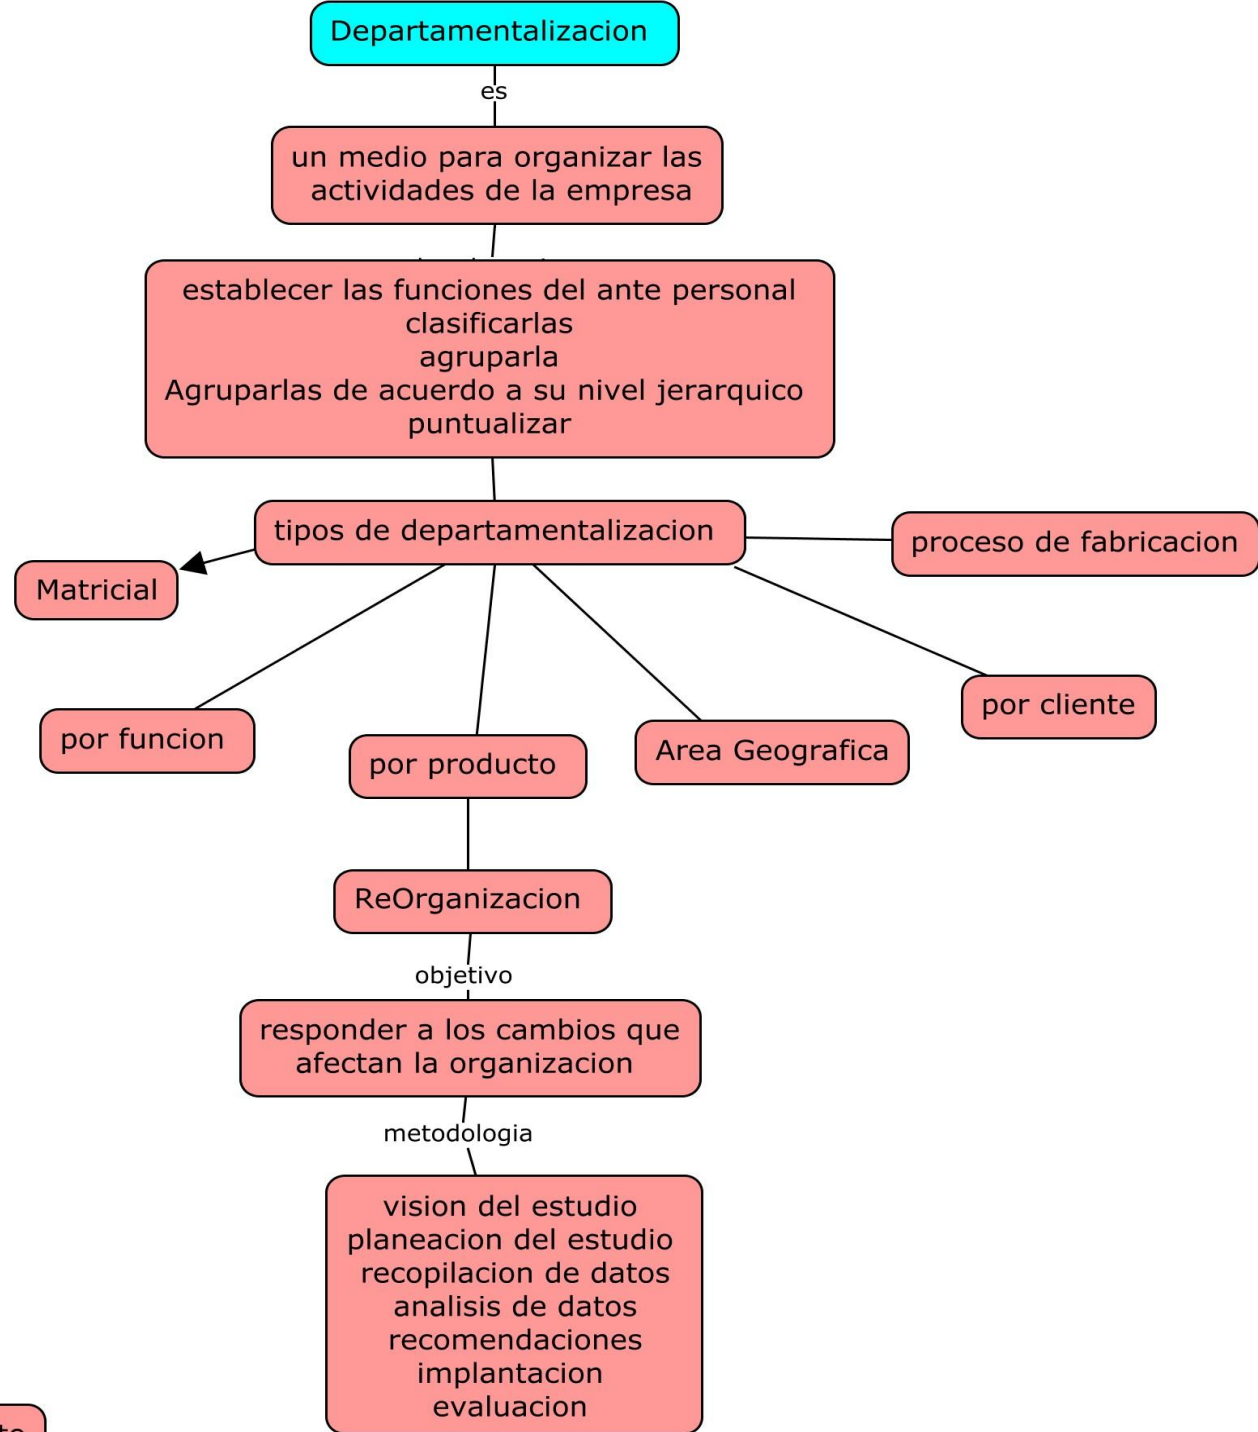 Departamentalizacion
es
un medio para organizar las
actividades de la empresa
establecer las funciones del ante personal
clasificarlas
agruparla
Agruparlas de acuerdo a su nivel jerarquico
puntualizar
tipos de departamentalizacion
proceso de fabricacion
Matricial
por cliente
por funcion
Area Geografica
por producto
ReOrganizacion
objetivo
responder a los cambios que
afectan la organizacion
metodologia
vision del estudio
planeacion del estudio
recopilacion de datos
analisis de datos
recomendaciones
implantacion
evaluacion